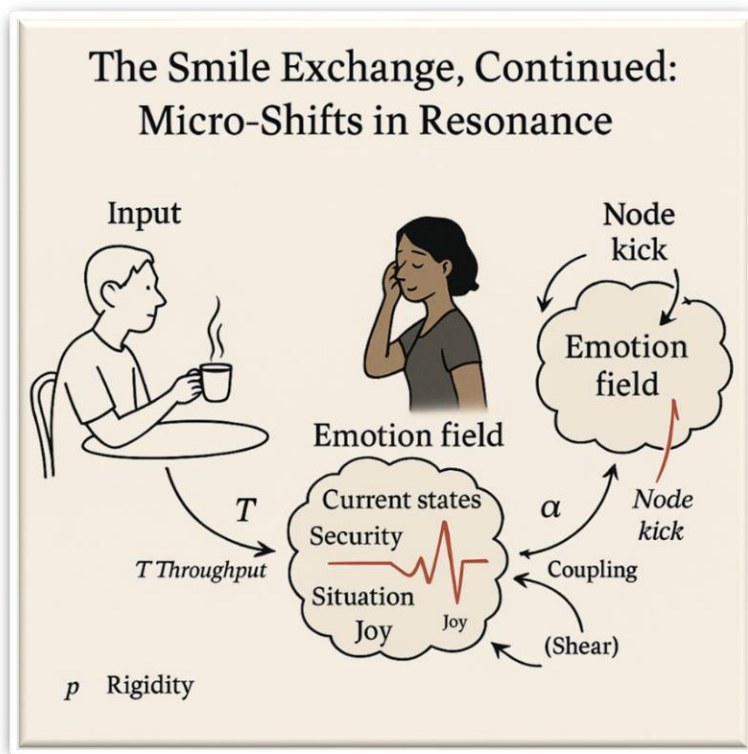 The Smile Exchange, Continued:
Micro-Shifts in Resonance
Input
Node
kick
Emotion
field
Emotion field
Current states
Security
Situation
Joy
Joy
T
T Throughput
α
Node
kick
Coupling
(Shear)
p Rigidity